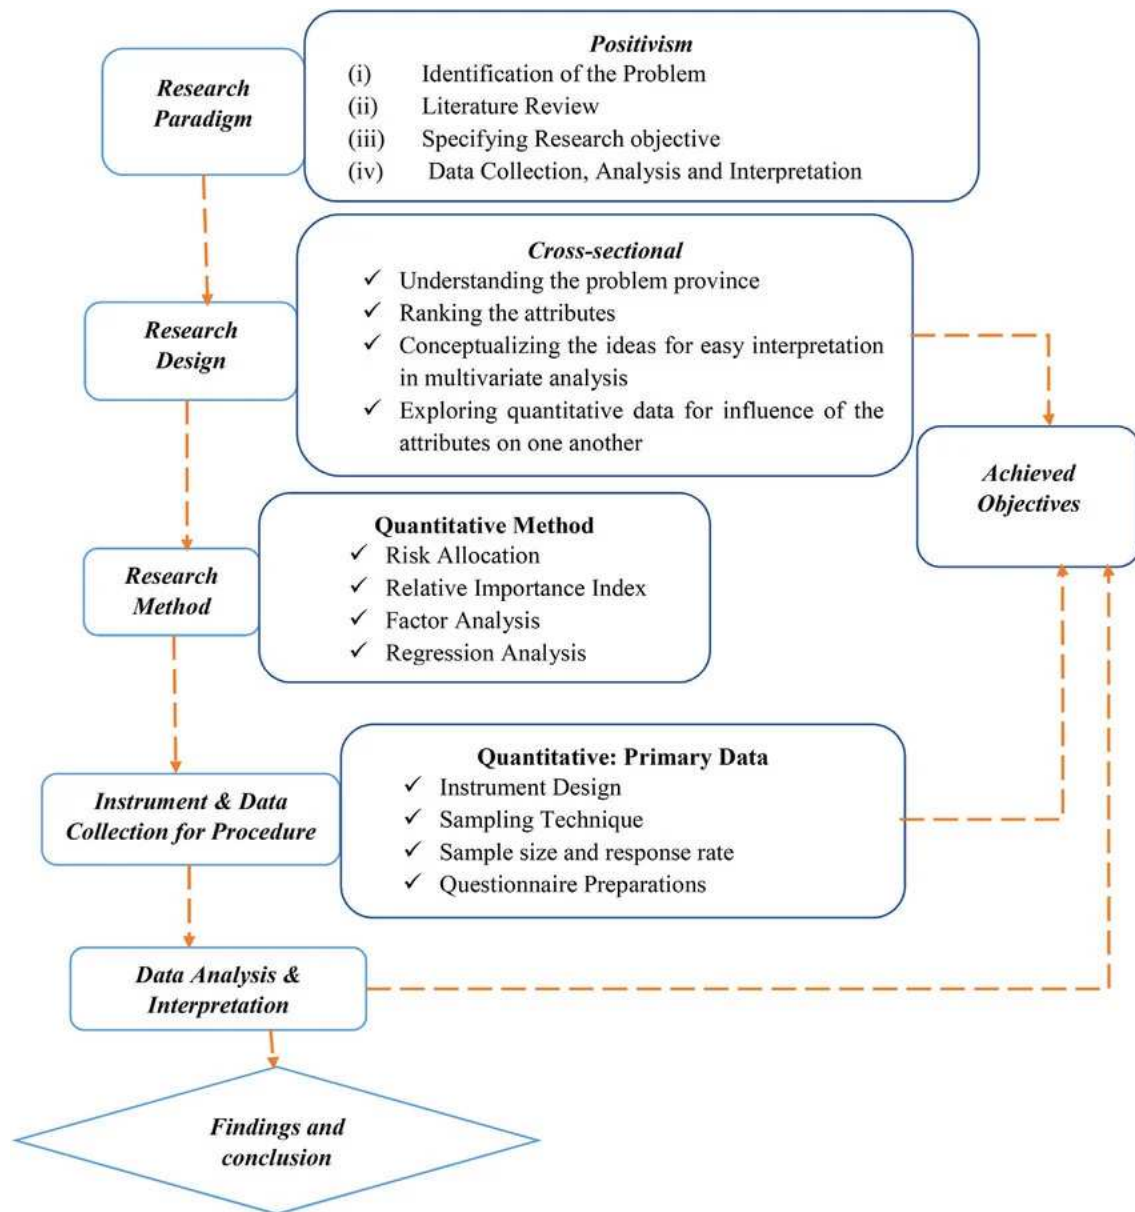 Research
Paradigm
Positivism
(i) Identification of the Problem
(ii) Literature Review
(iii) Specifying Research objective
(iv) Data Collection, Analysis and Interpretation
Research
Design
Cross-sectional
✓ Understanding the problem province
✓ Ranking the attributes
✓ Conceptualizing the ideas for easy interpretation
in multivariate analysis
✓ Exploring quantitative data for influence of the
attributes on one another
Achieved
Objectives
Research
Method
Quantitative Method
✓ Risk Allocation
✓ Relative Importance Index
✓ Factor Analysis
✓ Regression Analysis
Instrument & Data
Collection for Procedure
Quantitative: Primary Data
✓ Instrument Design
✓ Sampling Technique
✓ Sample size and response rate
✓ Questionnaire Preparations
Data Analysis &
Interpretation
Findings and
conclusion